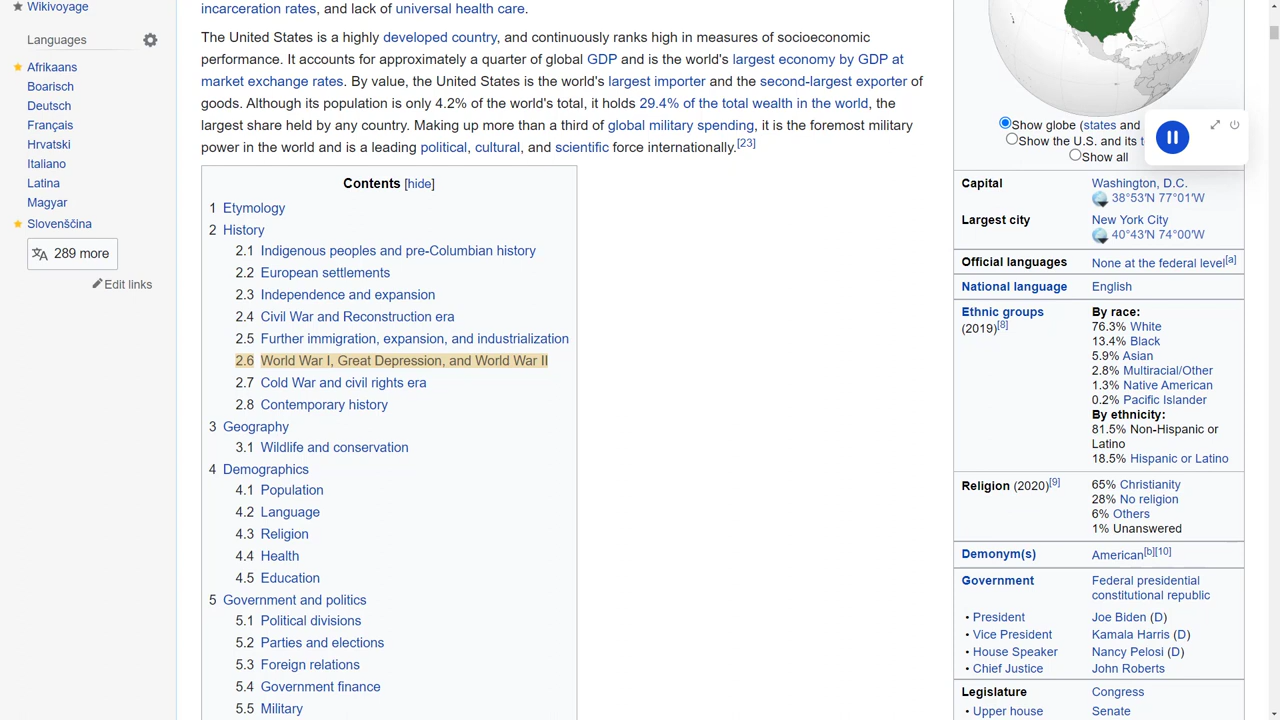 Wikivoyage
Languages
Afrikaans
Boarisch
Deutsch
Français
Hrvatski
Italiano
Latina
Magyar
Slovenščina
289 more
Edit links
incarceration rates, and lack of universal health care.
The United States is a highly developed country, and continuously ranks high in measures of socioeconomic
performance. It accounts for approximately a quarter of global GDP and is the world's largest economy by GDP at
market exchange rates. By value, the United States is the world's largest importer and the second-largest exporter of
goods. Although its population is only 4.2% of the world's total, it holds 29.4% of the total wealth in the world, the
largest share held by any country. Making up more than a third of global military spending, it is the foremost military
power in the world and is a leading political, cultural, and scientific force internationally.[23]
Contents [hide]
1 Etymology
2 History
2.1 Indigenous peoples and pre-Columbian history
2.2 European settlements
2.3 Independence and expansion
2.4 Civil War and Reconstruction era
2.5 Further immigration, expansion, and industrialization
2.6 World War I, Great Depression, and World War II
2.7 Cold War and civil rights era
2.8 Contemporary history
3 Geography
3.1 Wildlife and conservation
4 Demographics
4.1 Population
4.2 Language
4.3 Religion
4.4 Health
4.5 Education
5 Government and politics
5.1 Political divisions
5.2 Parties and elections
5.3 Foreign relations
5.4 Government finance
5.5 Military
Show globe (states and
Show the U.S. and its
Show all
Capital Washington, D.C.
38°53′N 77°01′W
Largest city New York City
40°43′N 74°00′W
Official languages None at the federal level[a]
National language English
Ethnic groups By race:
(2019)[8] 76.3% White
13.4% Black
5.9% Asian
2.8% Multiracial/Other
1.3% Native American
0.2% Pacific Islander
By ethnicity:
81.5% Non-Hispanic or
Latino
18.5% Hispanic or Latino
Religion (2020)[9] 65% Christianity
28% No religion
6% Others
1% Unanswered
Demonym(s) American[b][10]
Government Federal presidential
constitutional republic
• President Joe Biden (D)
• Vice President Kamala Harris (D)
• House Speaker Nancy Pelosi (D)
• Chief Justice John Roberts
Legislature Congress
• Upper house Senate